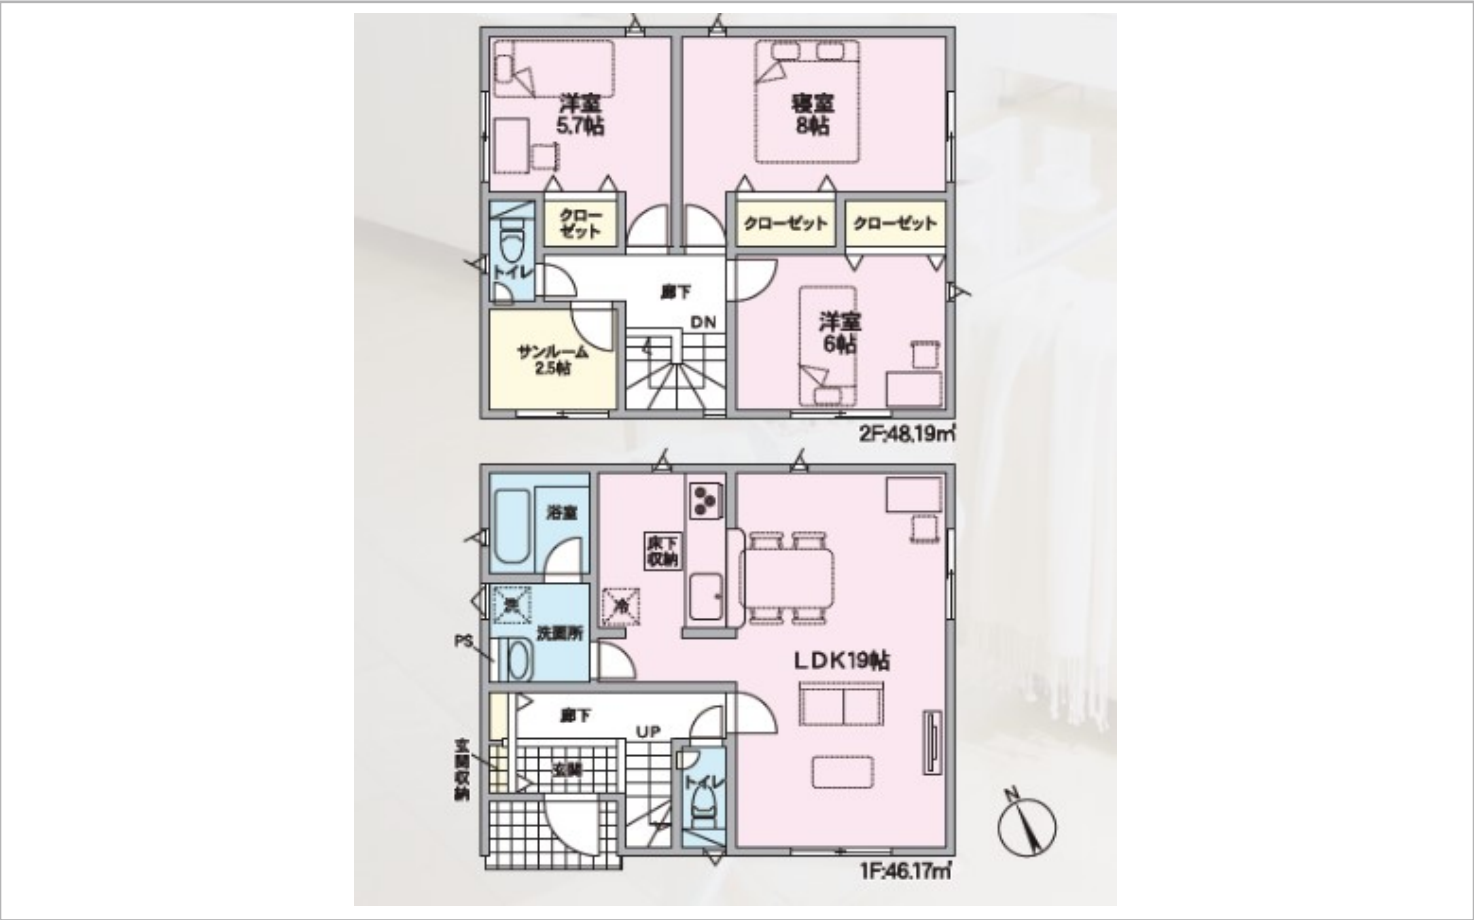 洋室
5.7帖
寝室
8帖
クロー
ゼット
クローゼット
クローゼット
トイレ
廊下
DN
洋室
6帖
サンルーム
2.5帖
2F:48.19㎡
浴室
床下
収納
洗
冷
洗面所
PS
LDK19帖
廊下
UP
玄関収納
玄関
トイレ
N
1F:46.17㎡